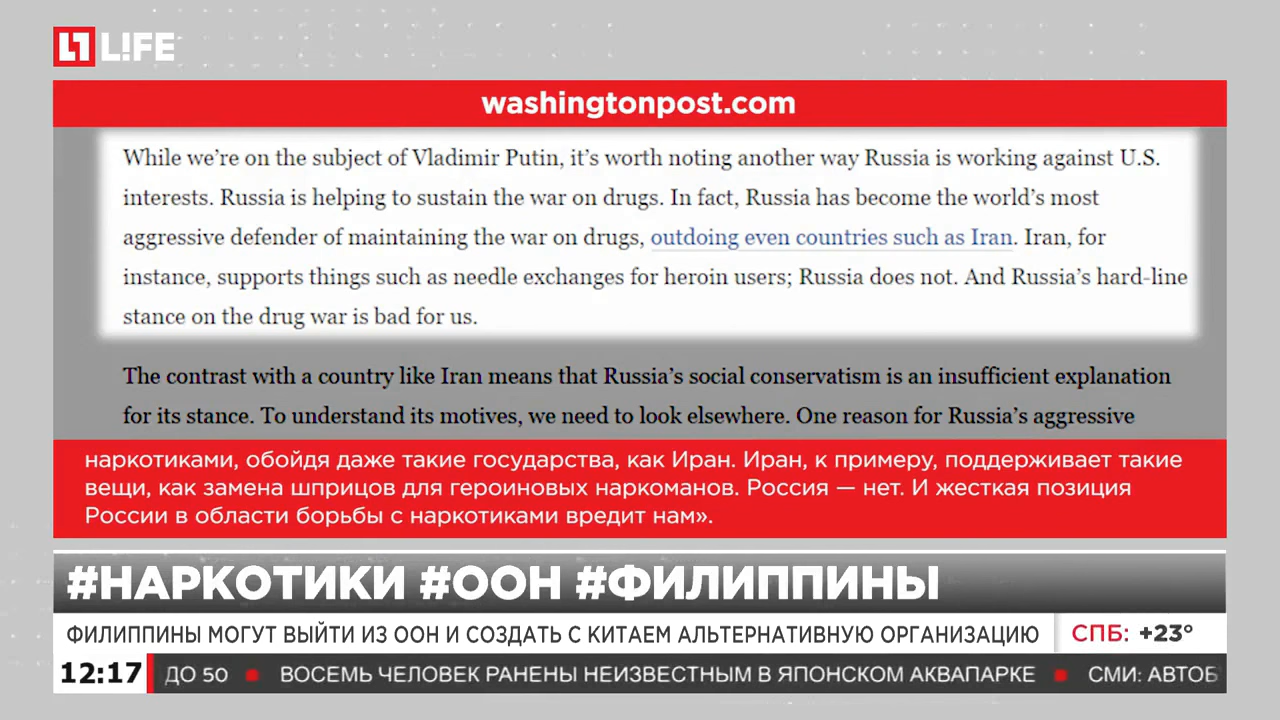 L!FE
washingtonpost.com
While we're on the subject of Vladimir Putin, it's worth noting another way Russia is working against U.S.
interests. Russia is helping to sustain the war on drugs. In fact, Russia has become the world's most
aggressive defender of maintaining the war on drugs, outdoing even countries such as Iran. Iran, for
instance, supports things such as needle exchanges for heroin users; Russia does not. And Russia's hard-line
stance on the drug war is bad for us.
The contrast with a country like Iran means that Russia's social conservatism is an insufficient explanation
for its stance. To understand its motives, we need to look elsewhere. One reason for Russia's aggressive
наркотиками, обойдя даже такие государства, как Иран. Иран, к примеру, поддерживает такие
вещи, как замена шприцов для героиновых наркоманов. Россия — нет. И жесткая позиция
России в области борьбы с наркотиками вредит нам».
#НАРКОТИКИ #ООН #ФИЛИППИНЫ
ФИЛИППИНЫ МОГУТ ВЫЙТИ ИЗ ООН И СОЗДАТЬ С КИТАЕМ АЛЬТЕРНАТИВНУЮ ОРГАНИЗАЦИЮ
СПБ: +23°
12:17 ДО 50 ВОСЕМЬ ЧЕЛОВЕК РАНЕНЫ НЕИЗВЕСТНЫМ В ЯПОНСКОМ АКВАПАРКЕ СМИ: АВТОБ